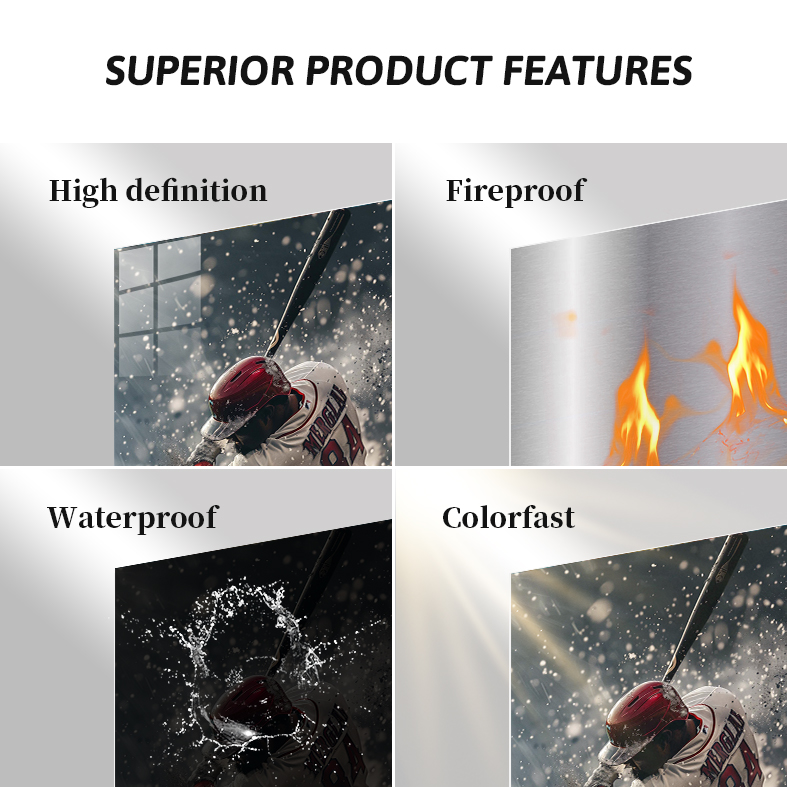 SUPERIOR PRODUCT FEATURES
High definition
Fireproof
Waterproof
Colorfast